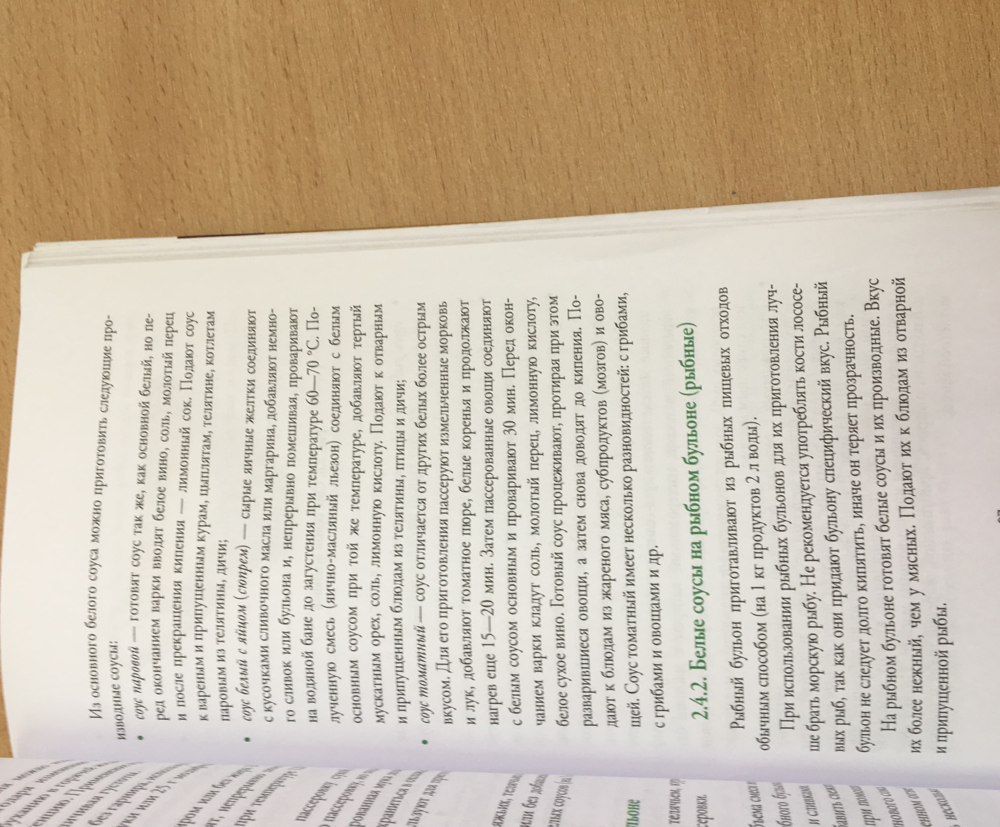 Из основного белого соуса можно приготовить следующие про-
изводные соусы:
• соус паровой — готовят соус так же, как основной белый, но пе-
ред окончанием варки вводят белое вино, соль, молотый перец
и после прекращения кипения — лимонный сок. Подают соус
к вареным и припущенным курам, цыплятам, телятине, котлетам
паровым из телятины, дичи;
• соус белый с яйцом (сюпрем) — сырые яичные желтки соединяют
с кусочками сливочного масла или маргарина, добавляют немно-
го сливок или бульона и, непрерывно помешивая, проваривают
на водяной бане до загустения при температуре 60—70 °С. По-
лученную смесь (яично-масляный льезон) соединяют с белым
основным соусом при той же температуре, добавляют тертый
мускатным орех, соль, лимонную кислоту. Подают к отварным
и припущенным блюдам из телятины, птицы и дичи;
• соус томатный — соус отличается от других белых более острым
вкусом. Для его приготовления пассеруют измельченные морковь
и лук, добавляют томатное пюре, белые коренья и продолжают
нагрев еще 15—20 мин. Затем пассерованные овощи соединяют
с белым соусом основным и проваривают 30 мин. Перед окон-
чанием варки кладут соль, молотый перец, лимонную кислоту,
белое сухое вино. Готовый соус процеживают, протирая при этом
разварившиеся овощи, а затем снова доводят до кипения. По-
дают к блюдам из жареного мяса, субпродуктов (мозгов) и ово-
щей. Соус томатный имеет несколько разновидностей: с грибами,
с грибами и овощами и др.
2.4.2. Белые соусы на рыбном бульоне (рыбные)
Рыбный бульон приготавливают из рыбных пищевых отходов
обычным способом (на 1 кг продуктов 2 л воды).
При использовании рыбных бульонов для их приготовления луч-
ше брать морскую рыбу. Не рекомендуется употреблять кости лососе-
вых рыб, так как они придают бульону специфический вкус. Рыбный
бульон не следует долго кипятить, иначе он теряет прозрачность.
На рыбном бульоне готовят белые соусы и их производные. Вкус
их более нежный, чем у мясных. Подают их к блюдам из отварной
и припущенной рыбы.